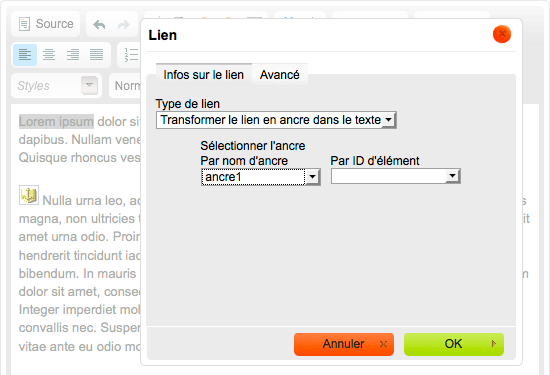 Source
Lien
Infos sur le lien Avancé
Styles Norm
Type de lien
Transformer le lien en ancre dans le texte
Lorem ipsum dolor sit
dapibus. Nullam vene
Quisque rhoncus ves
Sélectionner l'ancre
Par nom d'ancre Par ID d'élément
ancre1
Nulla urna leo, ac
magna, non ultricies t
amet urna odio. Proin
hendrerit tincidunt iac
bibendum. In mauris
dolor sit amet, conse
Integer imperdiet mol
convallis nec. Susper
vitae ante eu odio mo
Annuler OK